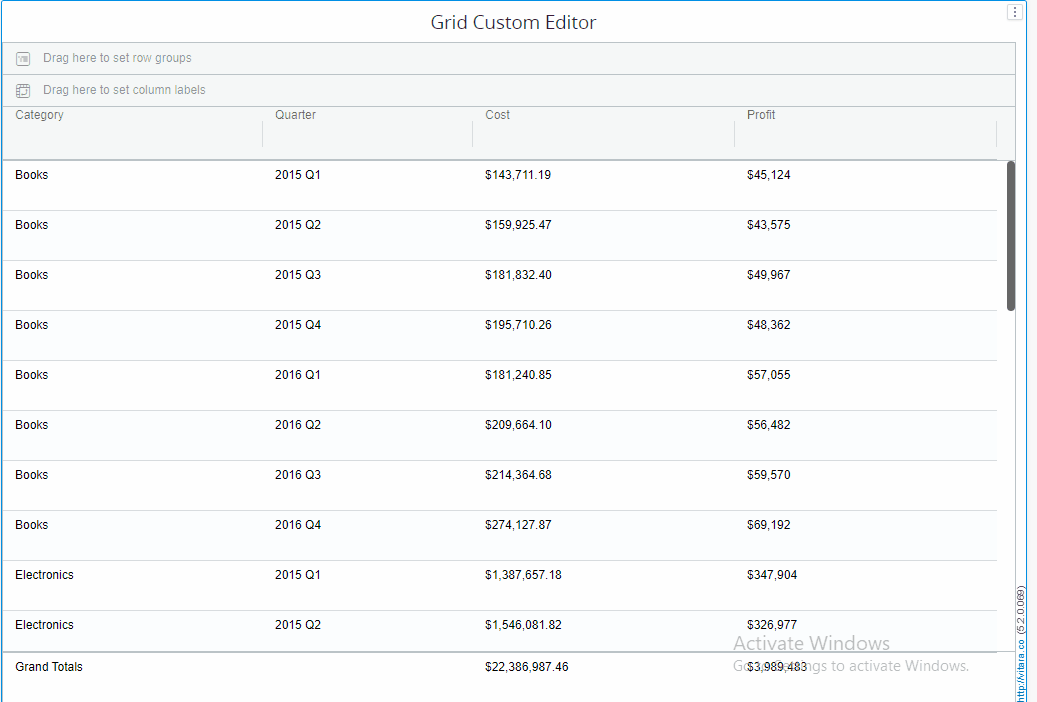 Grid Custom Editor
Drag here to set row groups
Drag here to set column labels
Category Quarter Cost Profit
Books 2015 Q1 $143,711.19 $45,124
Books 2015 Q2 $159,925.47 $43,575
Books 2015 Q3 $181,832.40 $49,967
Books 2015 Q4 $195,710.26 $48,362
Books 2016 Q1 $181,240.85 $57,055
Books 2016 Q2 $209,664.10 $56,482
Books 2016 Q3 $214,364.68 $59,570
Books 2016 Q4 $274,127.87 $69,192
Electronics 2015 Q1 $1,387,657.18 $347,904
Electronics 2015 Q2 $1,546,081.82 $326,977
Activate Windows
Grand Totals $22,386,987.46 $3,989,483
Go to Settings to activate Windows.
http://vitara.co (5.2.0.069)